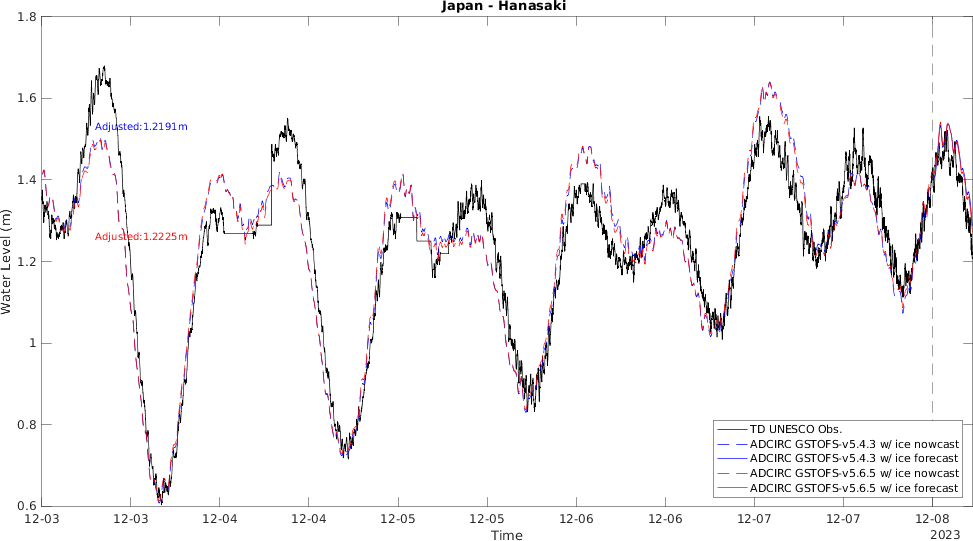 Japan - Hanasaki
1.8
1.6
1.4
1.2
1
0.8
0.6
Water Level (m)
Adjusted:1.2191m
Adjusted:1.2225m
TD UNESCO Obs.
ADCIRC GSTOFS-v5.4.3 w/ ice nowcast
ADCIRC GSTOFS-v5.4.3 w/ ice forecast
ADCIRC GSTOFS-v5.6.5 w/ ice nowcast
ADCIRC GSTOFS-v5.6.5 w/ ice forecast
12-03 12-03 12-04 12-04 12-05 12-05 12-06 12-06 12-07 12-07 12-08
2023
Time